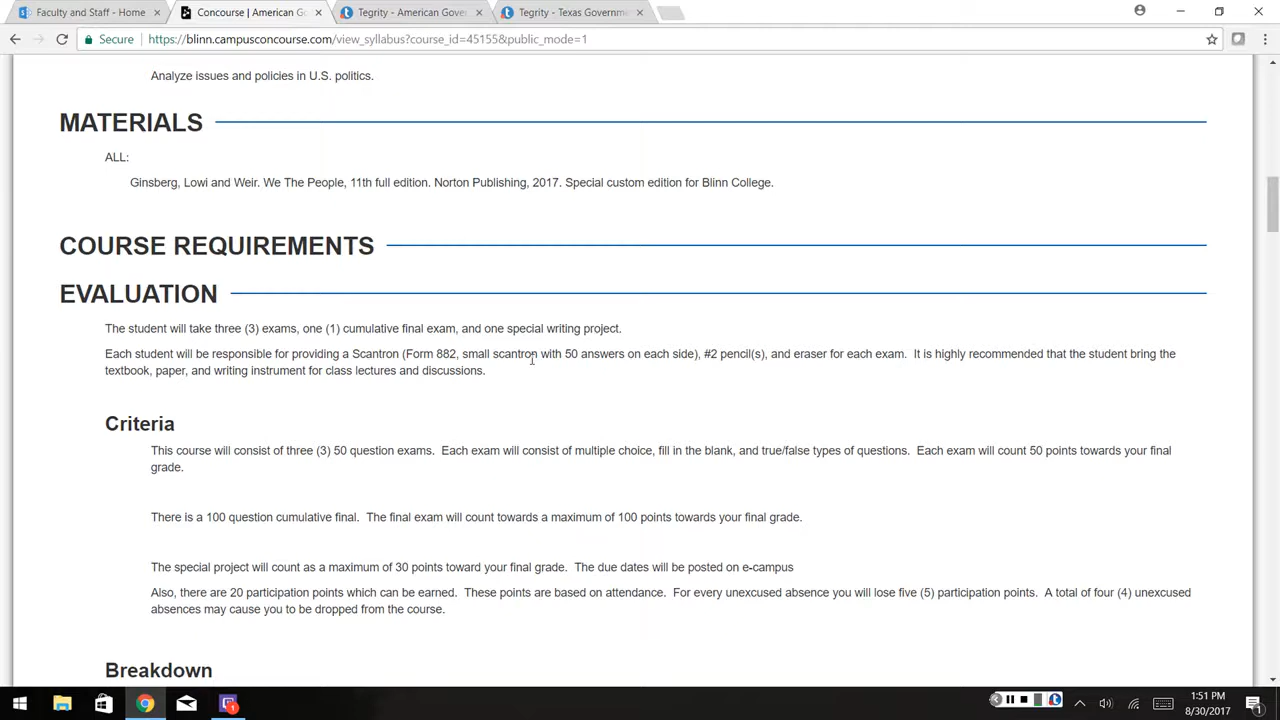 Faculty and Staff - Home
Concourse | American G
Tegrity - American Gove
Tegrity - Texas Governme
Secure
https://blinn.campusconcourse.com/view_syllabus?course_id=45155&public_mode=1
Analyze issues and policies in U.S. politics.
MATERIALS
ALL:
Ginsberg, Lowi and Weir. We The People, 11th full edition. Norton Publishing, 2017. Special custom edition for Blinn College.
COURSE REQUIREMENTS
EVALUATION
The student will take three (3) exams, one (1) cumulative final exam, and one special writing project.
Each student will be responsible for providing a Scantron (Form 882, small scantron with 50 answers on each side), #2 pencil(s), and eraser for each exam. It is highly recommended that the student bring the
textbook, paper, and writing instrument for class lectures and discussions.
Criteria
This course will consist of three (3) 50 question exams. Each exam will consist of multiple choice, fill in the blank, and true/false types of questions. Each exam will count 50 points towards your final
grade.
There is a 100 question cumulative final. The final exam will count towards a maximum of 100 points towards your final grade.
The special project will count as a maximum of 30 points toward your final grade. The due dates will be posted on e-campus
Also, there are 20 participation points which can be earned. These points are based on attendance. For every unexcused absence you will lose five (5) participation points. A total of four (4) unexcused
absences may cause you to be dropped from the course.
Breakdown
1:51 PM
8/30/2017